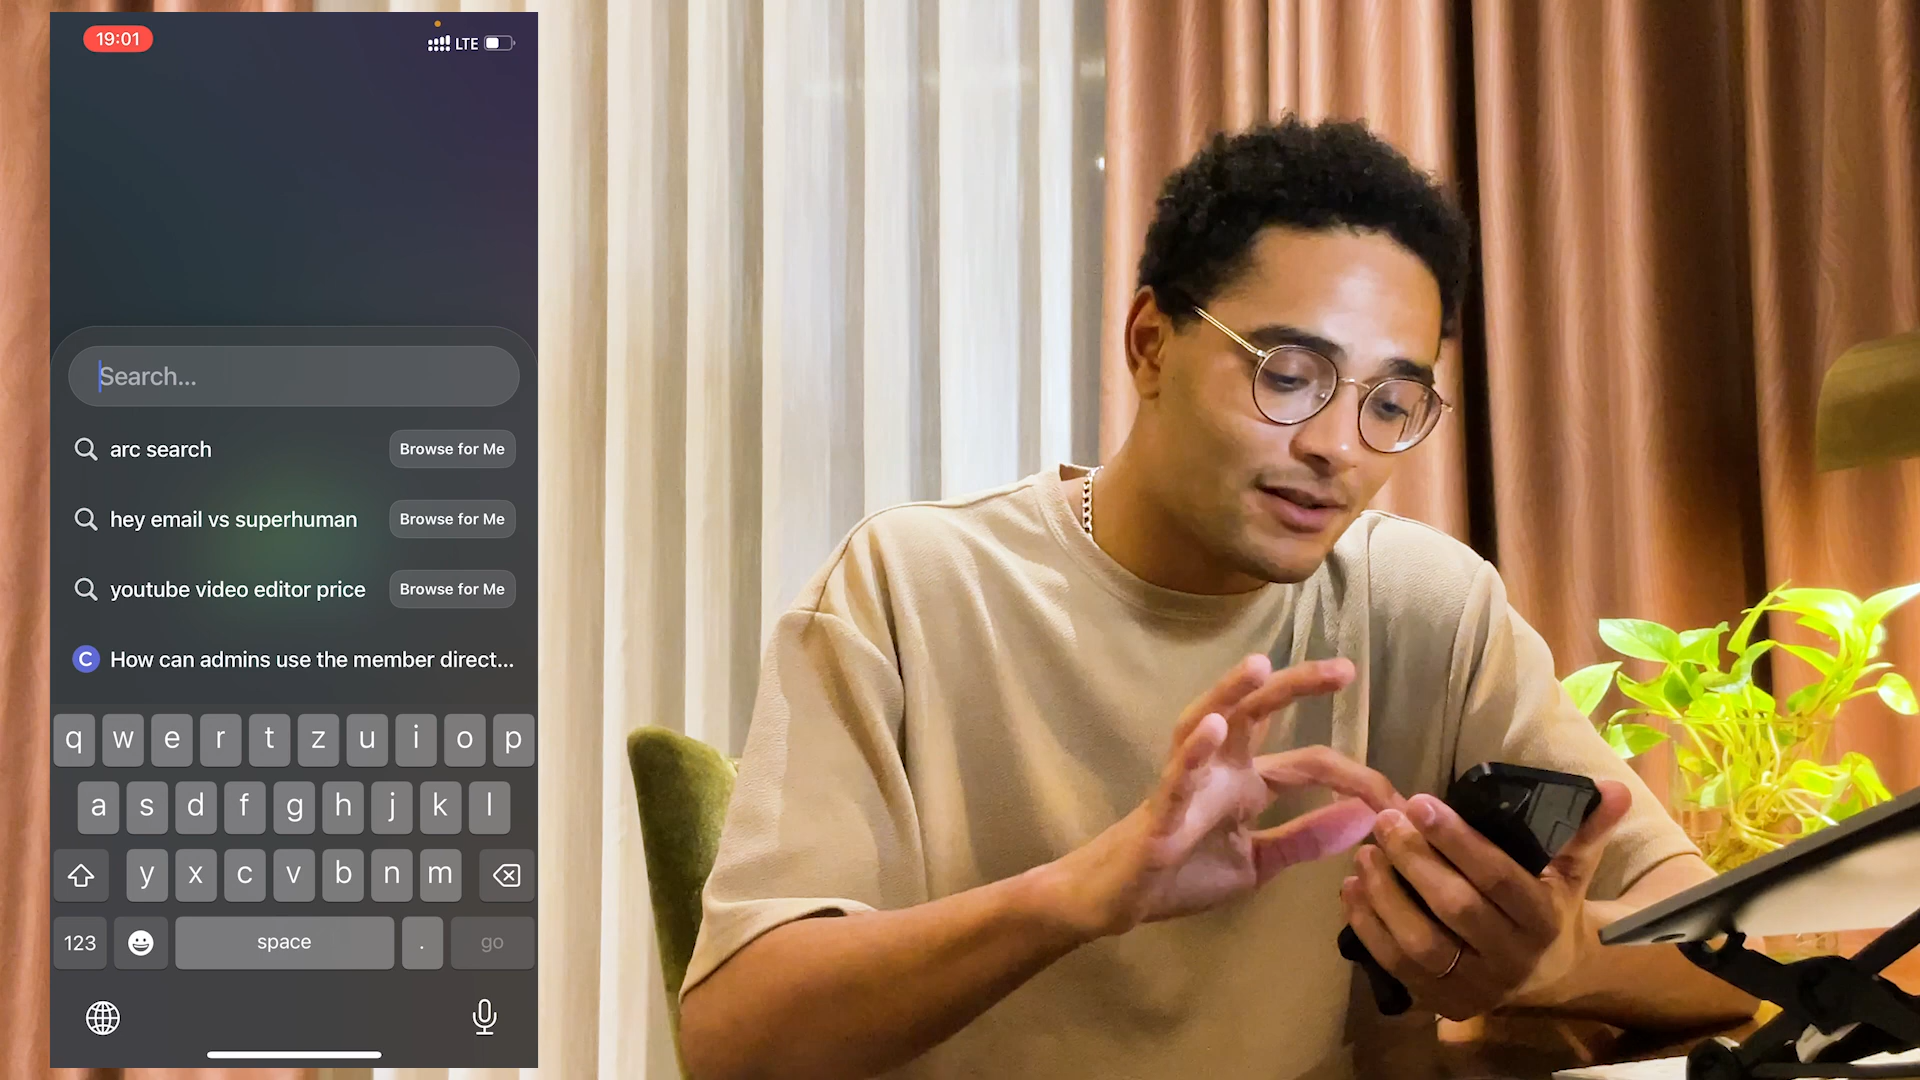 19:01
LTE
Search...
arc search
Browse for Me
hey email vs superhuman
Browse for Me
youtube video editor price
Browse for Me
C
How can admins use the member direct...
q w e r t z u i o p
a s d f g h j k l
y x c v b n m
123
space
.
go